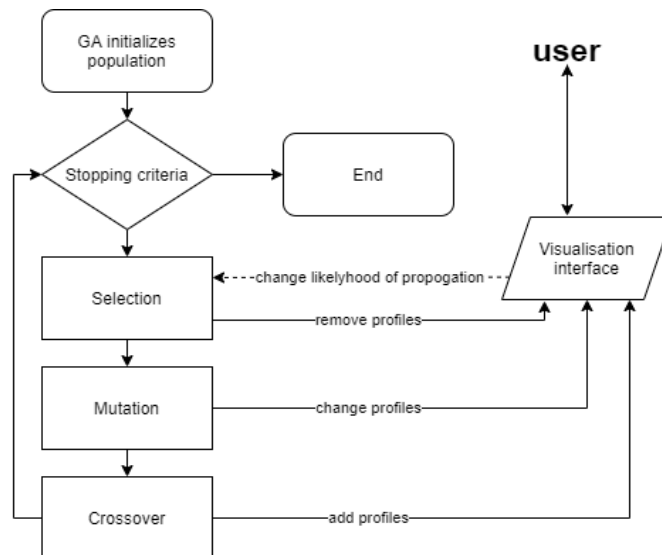 GA initializes
population
user
Stopping criteria
End
Visualisation
interface
change likelyhood of propogation
Selection
remove profiles
Mutation
change profiles
Crossover
add profiles